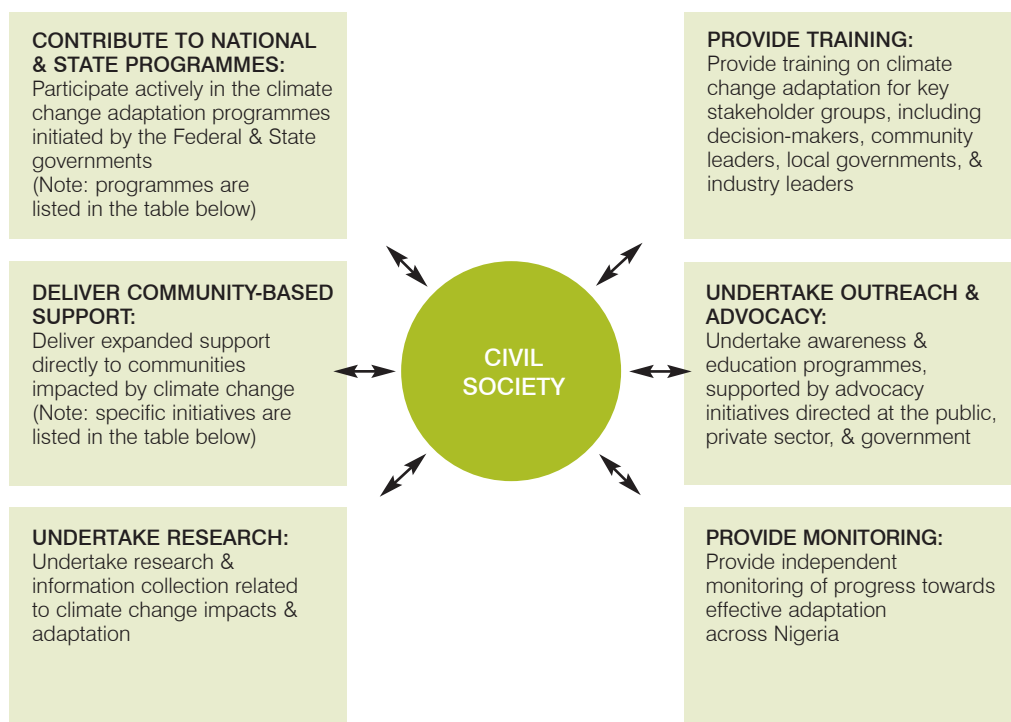 CONTRIBUTE TO NATIONAL
& STATE PROGRAMMES:
Participate actively in the climate
change adaptation programmes
initiated by the Federal & State
governments
(Note: programmes are
listed in the table below)
DELIVER COMMUNITY-BASED
SUPPORT:
Deliver expanded support
directly to communities
impacted by climate change
(Note: specific initiatives are
listed in the table below)
UNDERTAKE RESEARCH:
Undertake research &
information collection related
to climate change impacts &
adaptation
CIVIL
SOCIETY
PROVIDE TRAINING:
Provide training on climate
change adaptation for key
stakeholder groups, including
decision-makers, community
leaders, local governments, &
industry leaders
UNDERTAKE OUTREACH &
ADVOCACY:
Undertake awareness &
education programmes,
supported by advocacy
initiatives directed at the public,
private sector, & government
PROVIDE MONITORING:
Provide independent
monitoring of progress towards
effective adaptation
across Nigeria